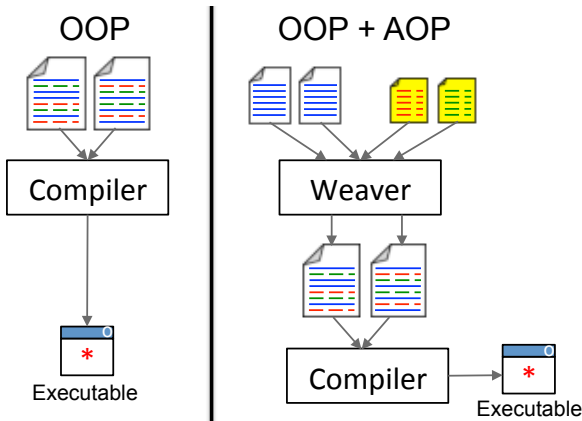 OOP
OOP + AOP
Compiler
Weaver
Compiler
*
Executable
*
Executable